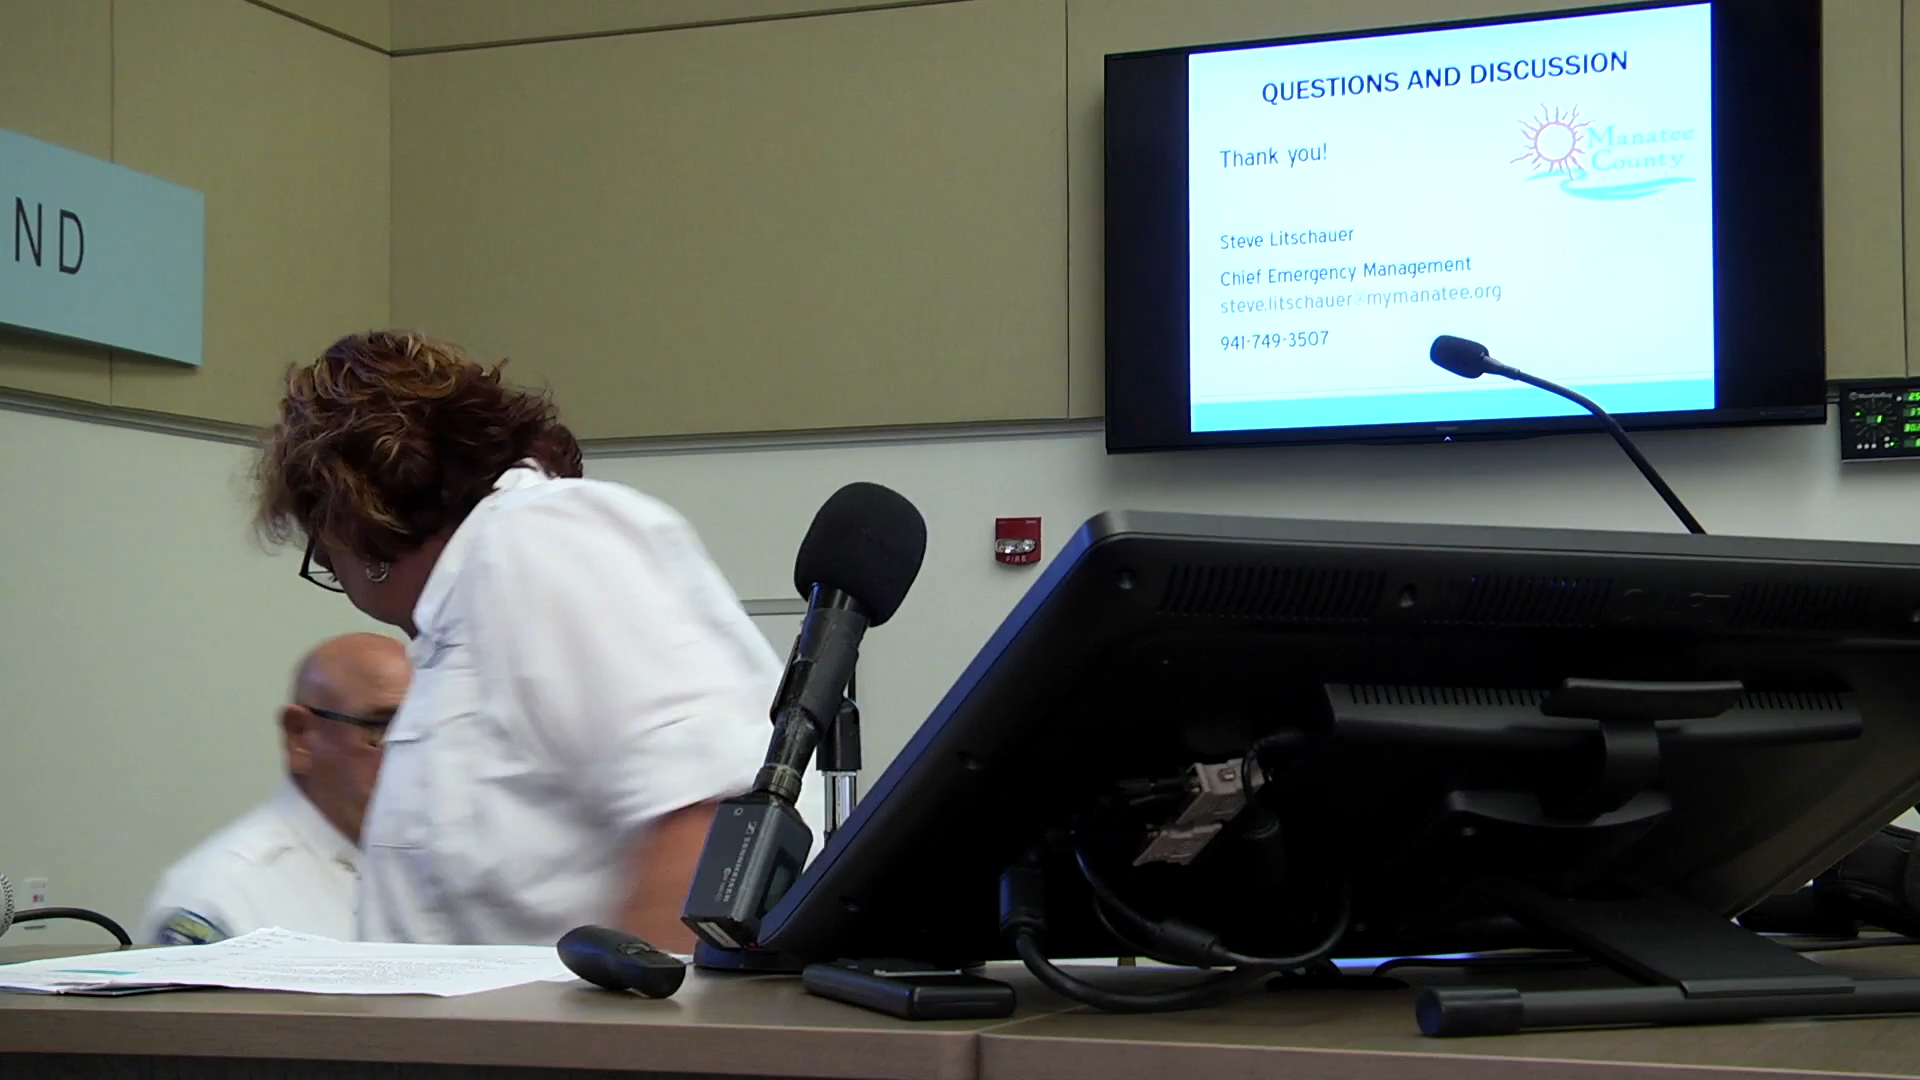 ND
QUESTIONS AND DISCUSSION
Manatee
County
Thank you!
Steve Litschauer
Chief Emergency Management
steve.litschauer@mymanatee.org
941-749-3507
FIRE
SENNHEISER